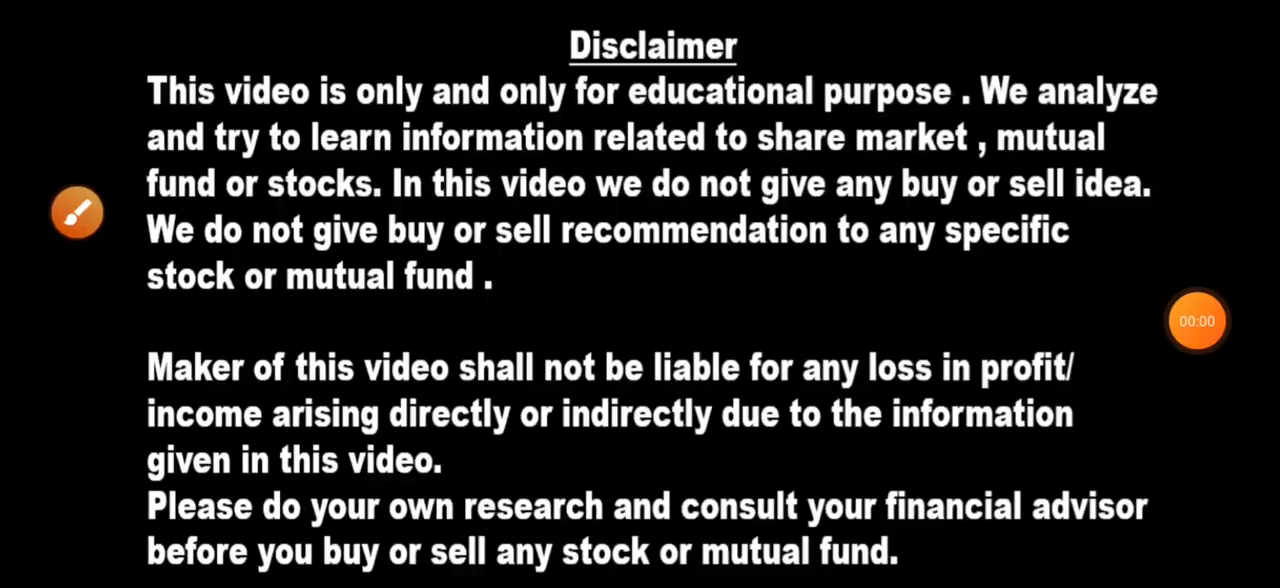 Disclaimer
This video is only and only for educational purpose . We analyze
and try to learn information related to share market , mutual
fund or stocks. In this video we do not give any buy or sell idea.
We do not give buy or sell recommendation to any specific
stock or mutual fund .
00:00
Maker of this video shall not be liable for any loss in profit/
income arising directly or indirectly due to the information
given in this video.
Please do your own research and consult your financial advisor
before you buy or sell any stock or mutual fund.